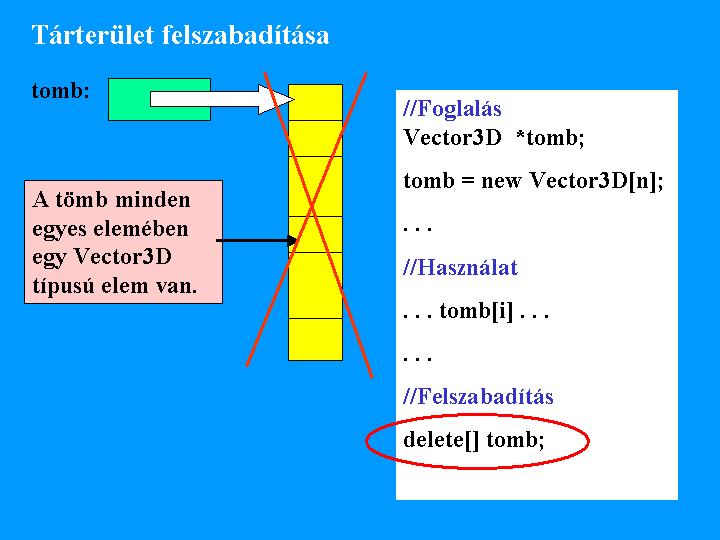 Tárterület felszabadítása
tomb:
A tömb minden
egyes elemében
egy Vector3D
típusú elem van.
//Foglalás
Vector3D *tomb;
tomb = new Vector3D[n];
. . .
//Használat
. . . tomb[i] . . .
. . .
//Felszabadítás
delete[] tomb;